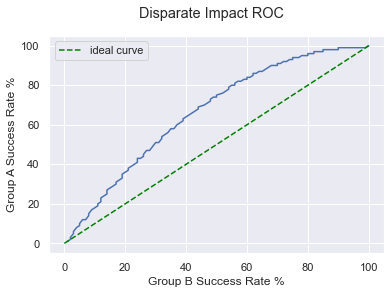 Disparate Impact ROC
ideal curve
Group A Success Rate %
100
80
60
40
20
0
0 20 40 60 80 100
Group B Success Rate %